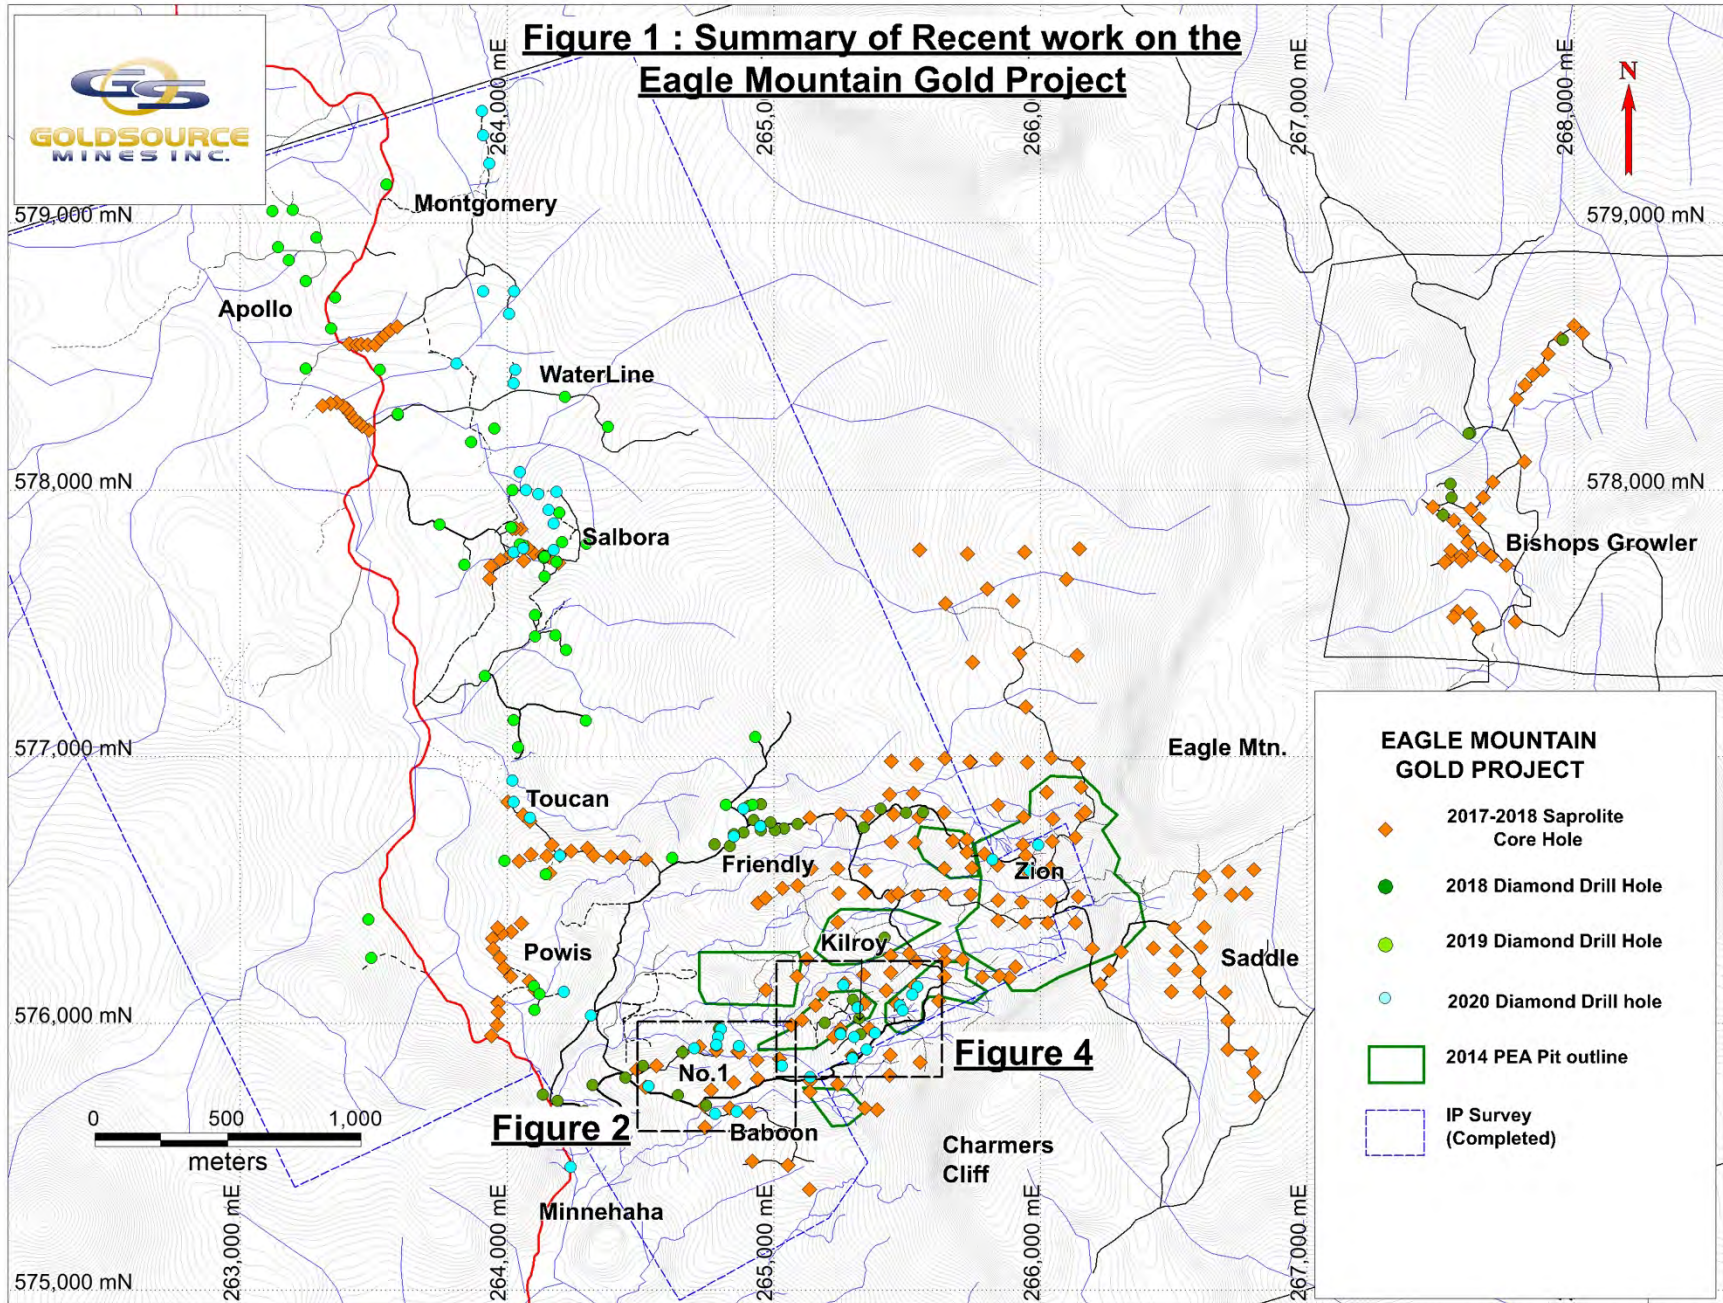 Figure 1 : Summary of Recent work on the
Eagle Mountain Gold Project
GS
GOLDSOURCE
MINES INC.
N
264,000 mE
265,0
266,0
267,000 mE
268,000 mE
579,000 mN
579,000 mN
Montgomery
Apollo
WaterLine
578,000 mN
578,000 mN
Salbora
Bishops Growler
577,000 mN
Eagle Mtn.
Toucan
Friendly
Zion
Kilroy
Powis
Saddle
576,000 mN
No.1
Figure 4
Figure 2
Baboon
Charmers
Cliff
Minnehaha
0 500 1,000
meters
575,000 mN
263,000 mE
264,000 mE
265,000 mE
266,000 mE
267,000 mE
EAGLE MOUNTAIN
GOLD PROJECT
2017-2018 Saprolite
Core Hole
2018 Diamond Drill Hole
2019 Diamond Drill Hole
2020 Diamond Drill hole
2014 PEA Pit outline
IP Survey
(Completed)